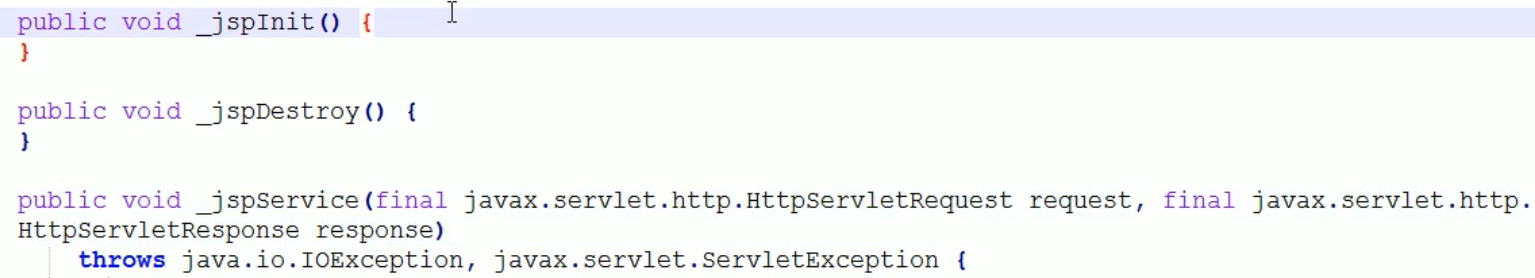 public void _jspInit() {
}
public void _jspDestroy() {
}
public void _jspService(final javax.servlet.http.HttpServletRequest request, final javax.servlet.http.
HttpServletResponse response)
throws java.io.IOException, javax.servlet.ServletException {